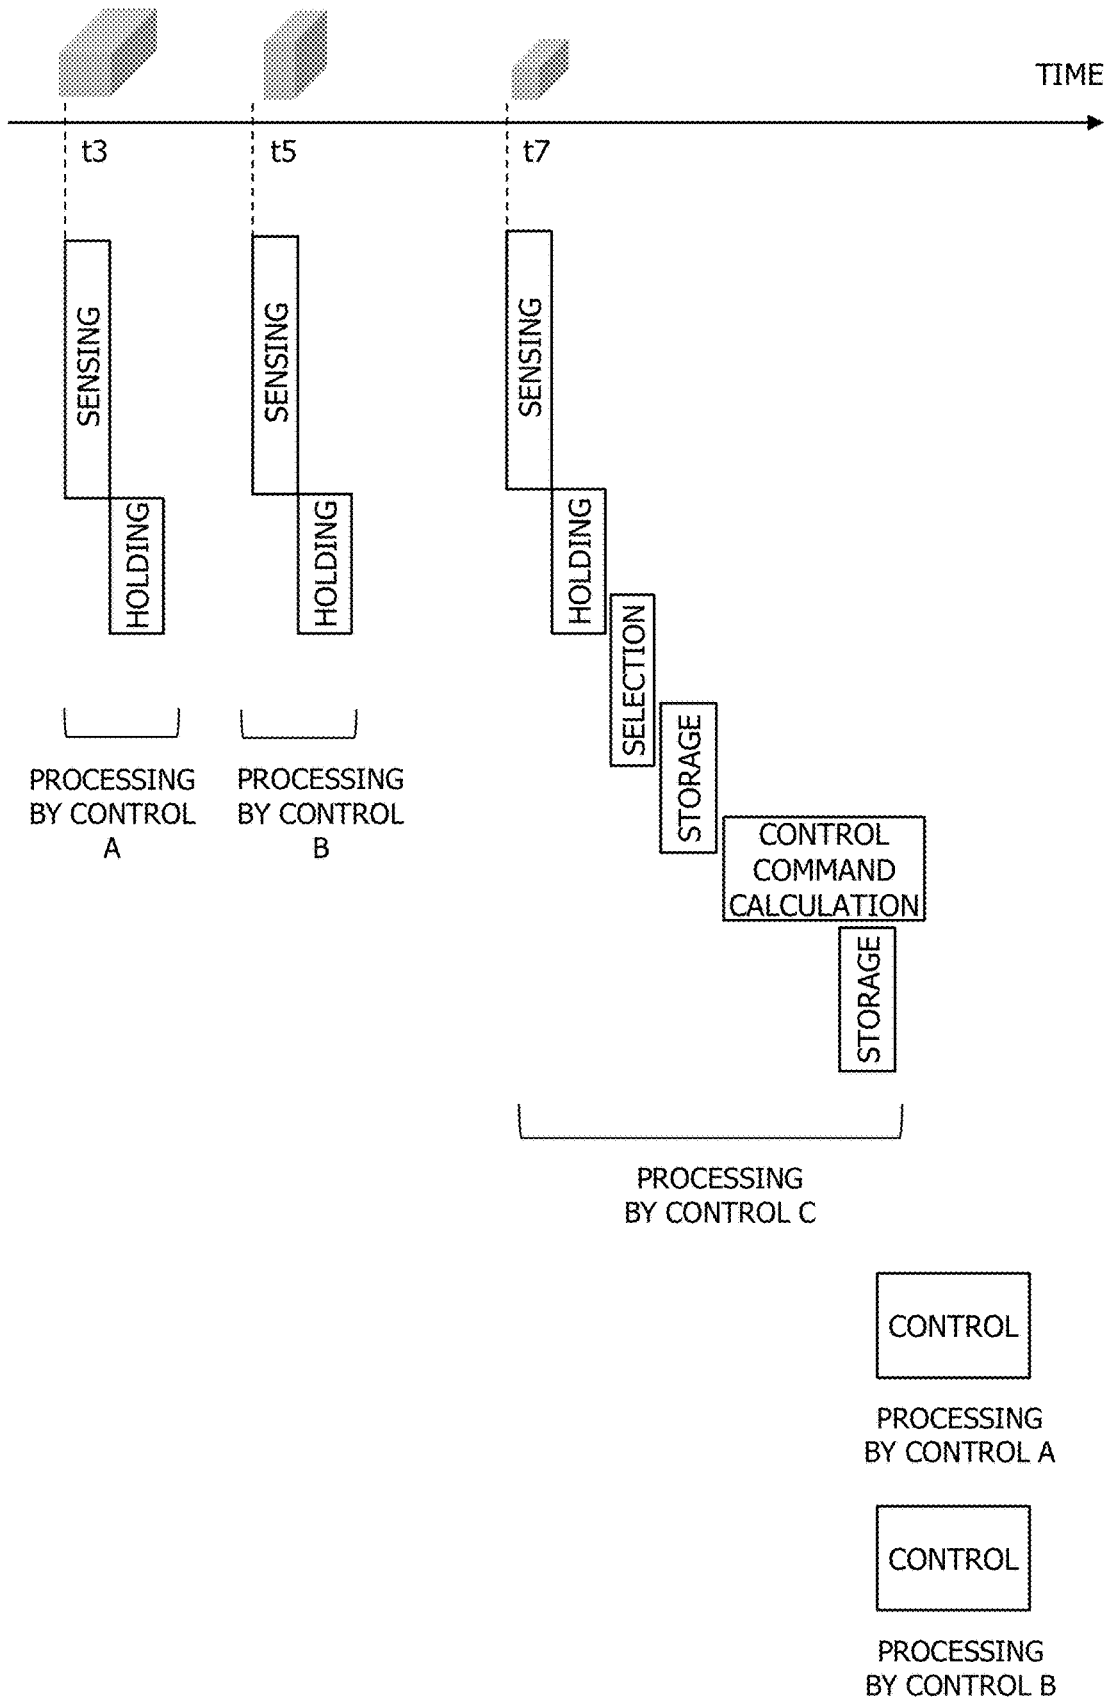 TIME
t3
t5
t7
SENSING
SENSING
SENSING
HOLDING
HOLDING
HOLDING
SELECTION
STORAGE
PROCESSING
BY CONTROL
A
PROCESSING
BY CONTROL
B
CONTROL
COMMAND
CALCULATION
STORAGE
PROCESSING
BY CONTROL C
CONTROL
PROCESSING
BY CONTROL A
CONTROL
PROCESSING
BY CONTROL B